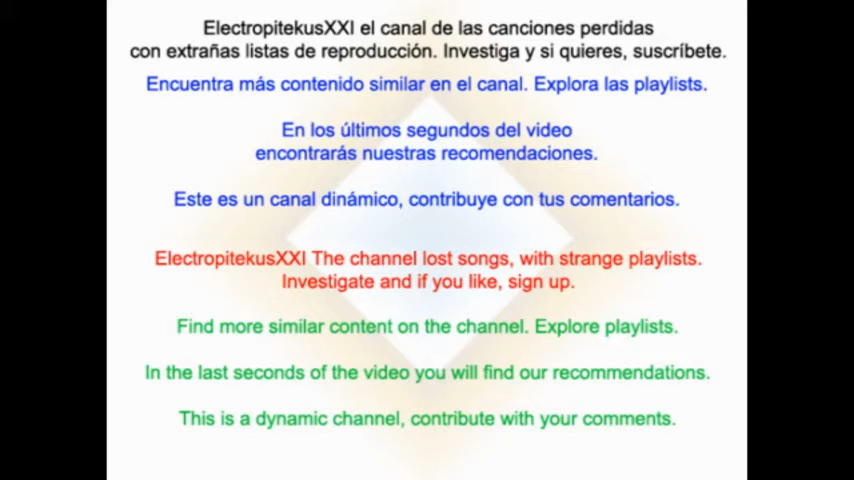 ElectropitekusXXI el canal de las canciones perdidas
con extrañas listas de reproducción. Investiga y si quieres, suscríbete.
Encuentra más contenido similar en el canal. Explora las playlists.
En los últimos segundos del video
encontrarás nuestras recomendaciones.
Este es un canal dinámico, contribuye con tus comentarios.
ElectropitekusXXI The channel lost songs, with strange playlists.
Investigate and if you like, sign up.
Find more similar content on the channel. Explore playlists.
In the last seconds of the video you will find our recommendations.
This is a dynamic channel, contribute with your comments.